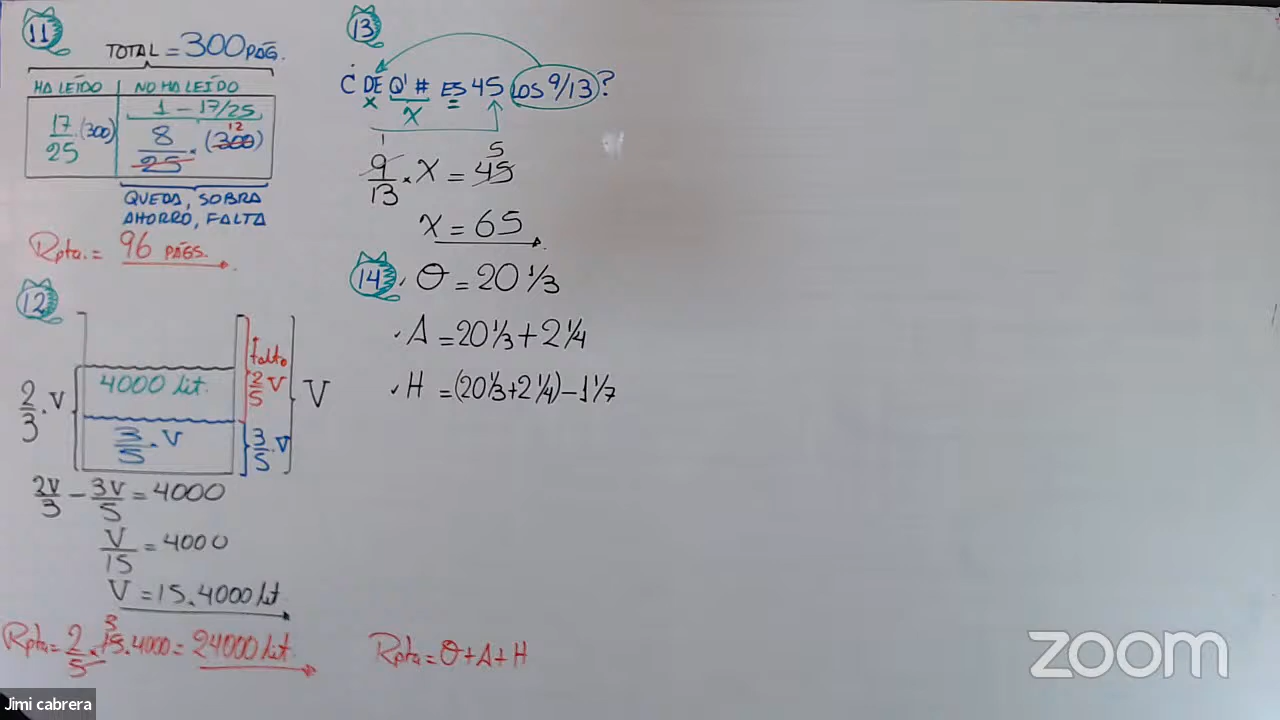 11
TOTAL = 300 PÁG.
HA LEÍDO NO HA LEÍDO
1 - 17/25
17/25 . (300) 8/25 . (300) 12
QUEDA, SOBRA
AHORRO, FALTA
Rpta. = 96 PÁGS.
12
falta
2/5 V
4000 lit.
2/3 . V
V
3/5 . V
3/5 . V
2V/3 - 3V/5 = 4000
V/15 = 4000
V = 15.4000 lit
Rpta = 2/5 . 15.4000 = 24000 lit.
3
13
C' DE Q' # ES 45 LOS 9/13?
x x =
9/13 . X = 45
1 5
X = 65
14
O = 20 1/3
A = 20 1/3 + 2 1/4
H = (20 1/3 + 2 1/4) - 1 1/7
Rpta = O + A + H
zoom
Jimi cabrera